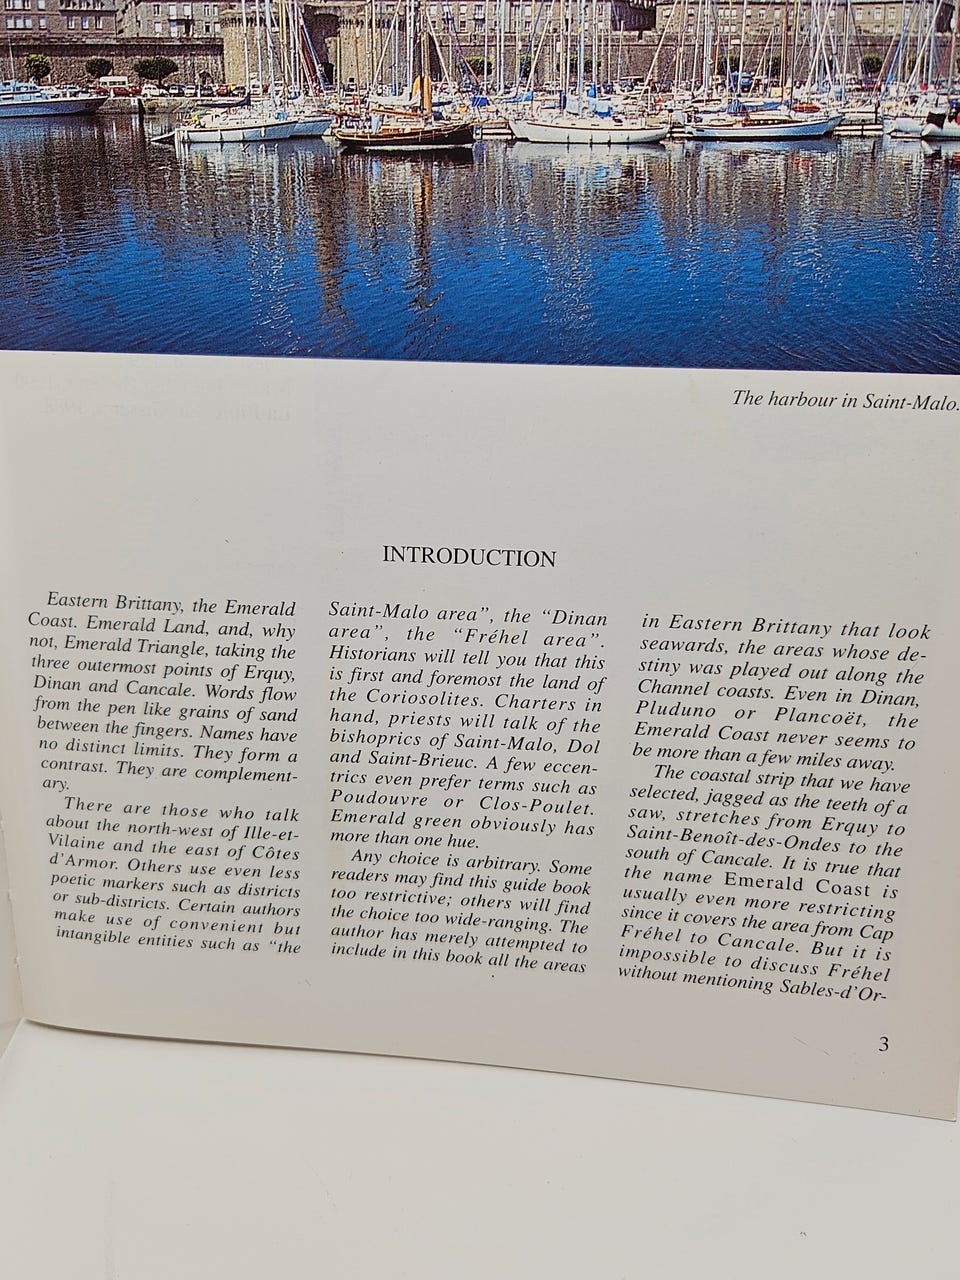 The harbour in Saint-Malo.
INTRODUCTION
Eastern Brittany, the Emerald
Coast. Emerald Land, and, why
not, Emerald Triangle, taking the
three outermost points of Erquy,
Dinan and Cancale. Words flow
from the pen like grains of sand
between the fingers. Names have
no distinct limits. They form a
contrast. They are complement-
ary.
There are those who talk
about the north-west of Ille-et-
Vilaine and the east of Côtes
d'Armor. Others use even less
poetic markers such as districts
or sub-districts. Certain authors
make use of convenient but
intangible entities such as “the
Saint-Malo area”, the “Dinan
area”, the “Fréhel area”.
Historians will tell you that this
is first and foremost the land of
the Coriosolites. Charters in
hand, priests will talk of the
bishoprics of Saint-Malo, Dol
and Saint-Brieuc. A few eccen-
trics even prefer terms such as
Poudouvre or Clos-Poulet.
Emerald green obviously has
more than one hue.
Any choice is arbitrary. Some
readers may find this guide book
too restrictive; others will find
the choice too wide-ranging. The
author has merely attempted to
include in this book all the areas
in Eastern Brittany that look
seawards, the areas whose de-
stiny was played out along the
Channel coasts. Even in Dinan,
Pluduno or Plancoët, the
Emerald Coast never seems to
be more than a few miles away.
The coastal strip that we have
selected, jagged as the teeth of a
saw, stretches from Erquy to
Saint-Benoît-des-Ondes to the
south of Cancale. It is true that
the name Emerald Coast is
usually even more restricting
since it covers the area from Cap
Fréhel to Cancale. But it is
impossible to discuss Fréhel
without mentioning Sables-d'Or-
3